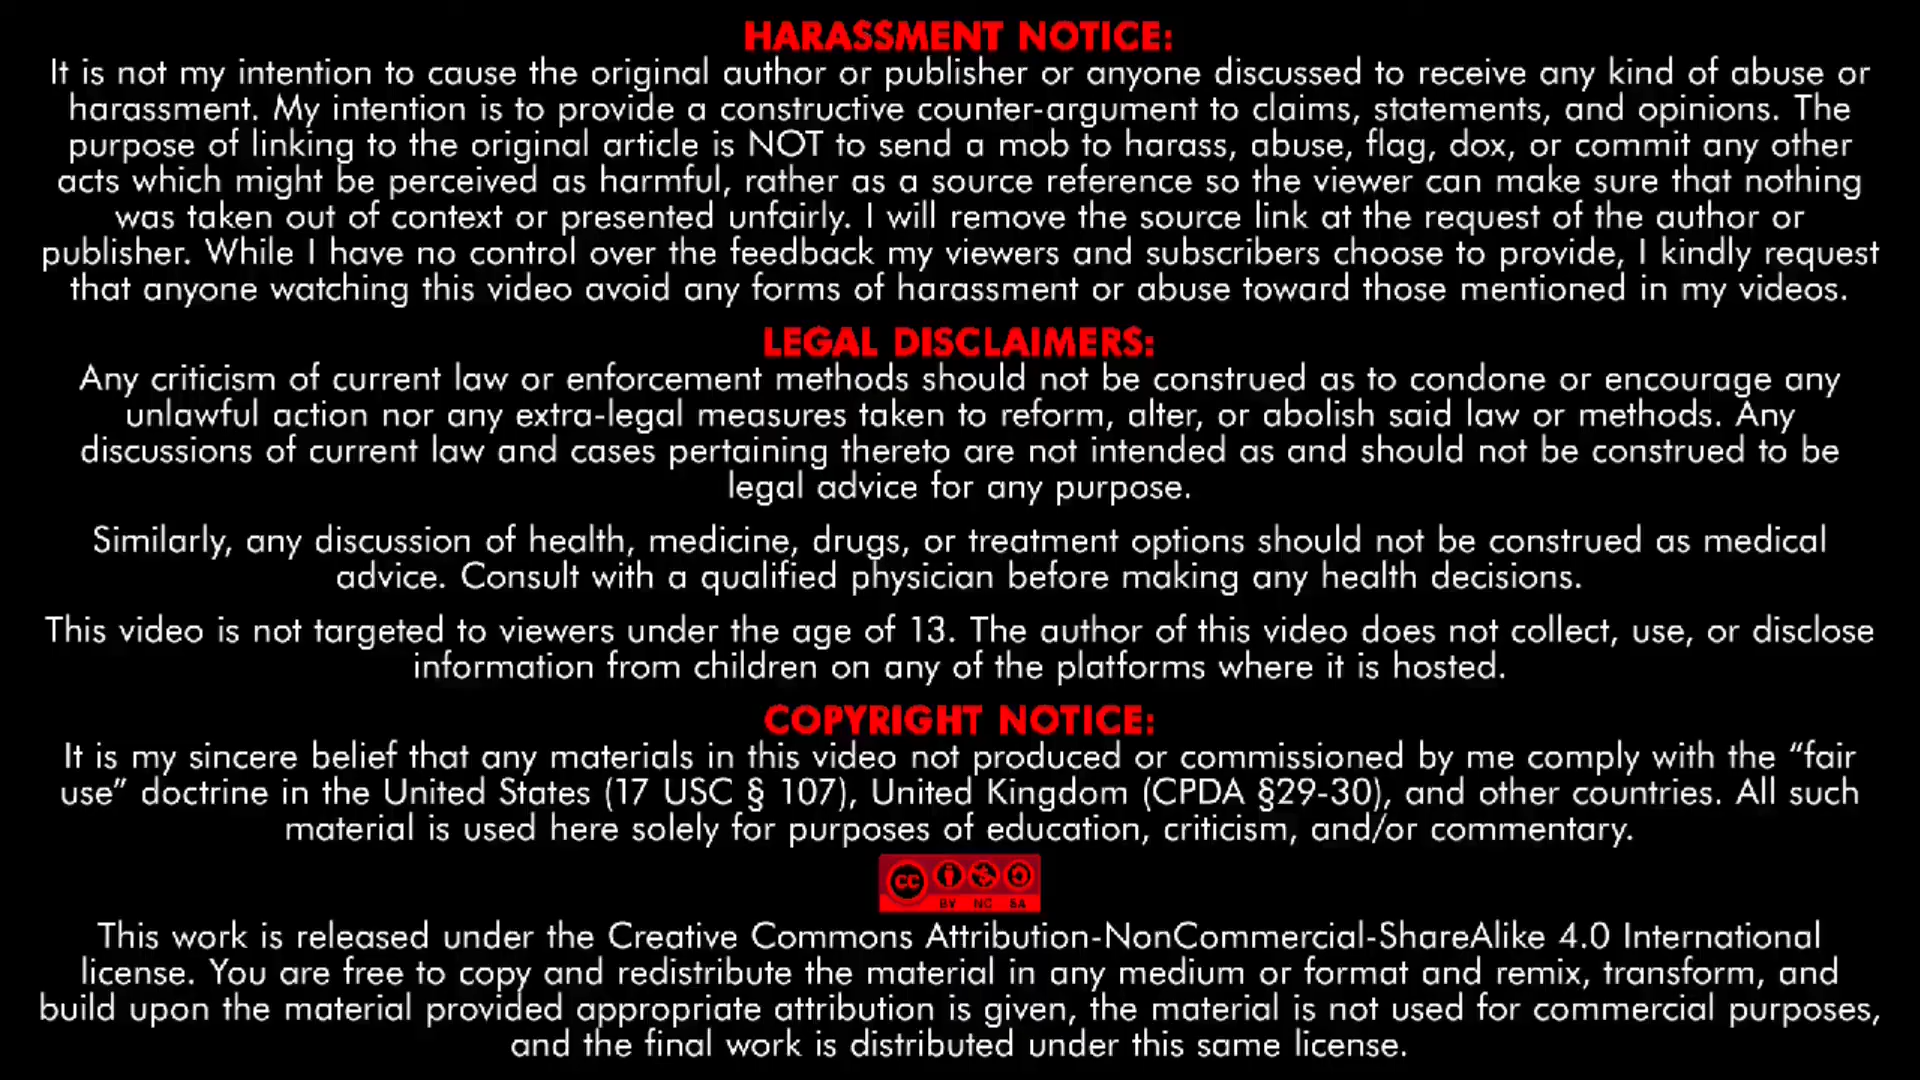 HARASSMENT NOTICE:
It is not my intention to cause the original author or publisher or anyone discussed to receive any kind of abuse or
harassment. My intention is to provide a constructive counter-argument to claims, statements, and opinions. The
purpose of linking to the original article is NOT to send a mob to harass, abuse, flag, dox, or commit any other
acts which might be perceived as harmful, rather as a source reference so the viewer can make sure that nothing
was taken out of context or presented unfairly. I will remove the source link at the request of the author or
publisher. While I have no control over the feedback my viewers and subscribers choose to provide, I kindly request
that anyone watching this video avoid any forms of harassment or abuse toward those mentioned in my videos.
LEGAL DISCLAIMERS:
Any criticism of current law or enforcement methods should not be construed as to condone or encourage any
unlawful action nor any extra-legal measures taken to reform, alter, or abolish said law or methods. Any
discussions of current law and cases pertaining thereto are not intended as and should not be construed to be
legal advice for any purpose.
Similarly, any discussion of health, medicine, drugs, or treatment options should not be construed as medical
advice. Consult with a qualified physician before making any health decisions.
This video is not targeted to viewers under the age of 13. The author of this video does not collect, use, or disclose
information from children on any of the platforms where it is hosted.
COPYRIGHT NOTICE:
It is my sincere belief that any materials in this video not produced or commissioned by me comply with the “fair
use” doctrine in the United States (17 USC § 107), United Kingdom (CPDA §29-30), and other countries. All such
material is used here solely for purposes of education, criticism, and/or commentary.
CC BY NC SA
This work is released under the Creative Commons Attribution-NonCommercial-ShareAlike 4.0 International
license. You are free to copy and redistribute the material in any medium or format and remix, transform, and
build upon the material provided appropriate attribution is given, the material is not used for commercial purposes,
and the final work is distributed under this same license.